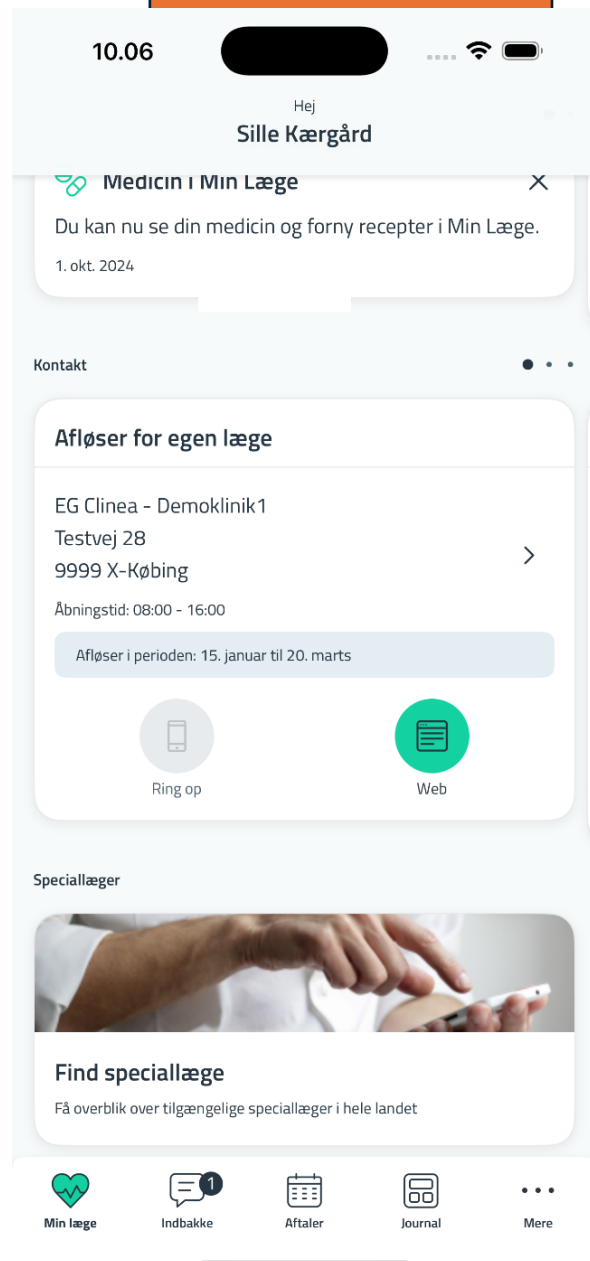 10.06
Hej
Sille Kærgård
Medicin i Min Læge
Du kan nu se din medicin og forny recepter i Min Læge.
1. okt. 2024
Kontakt
Afløser for egen læge
EG Clinea - Demoklinik1
Testvej 28
9999 X-Købing
Åbningstid: 08:00 - 16:00
Afløser i perioden: 15. januar til 20. marts
Ring op
Web
Speciallæger
Find speciallæge
Få overblik over tilgængelige speciallæger i hele landet
1
Min læge
Indbakke
Aftaler
Journal
Mere